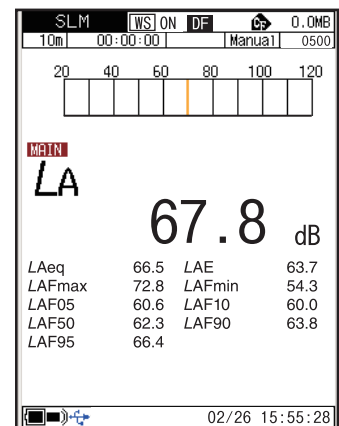 SLM WS ON DF CF 0.0MB
10m 00:00:00 Manual 0500
20 40 60 80 100 120
MAIN
LA
67.8 dB
LAeq 66.5 LAE 63.7
LAFmax 72.8 LAFmin 54.3
LAF05 60.6 LAF10 60.0
LAF50 62.3 LAF90 63.8
LAF95 66.4
02/26 15:55:28